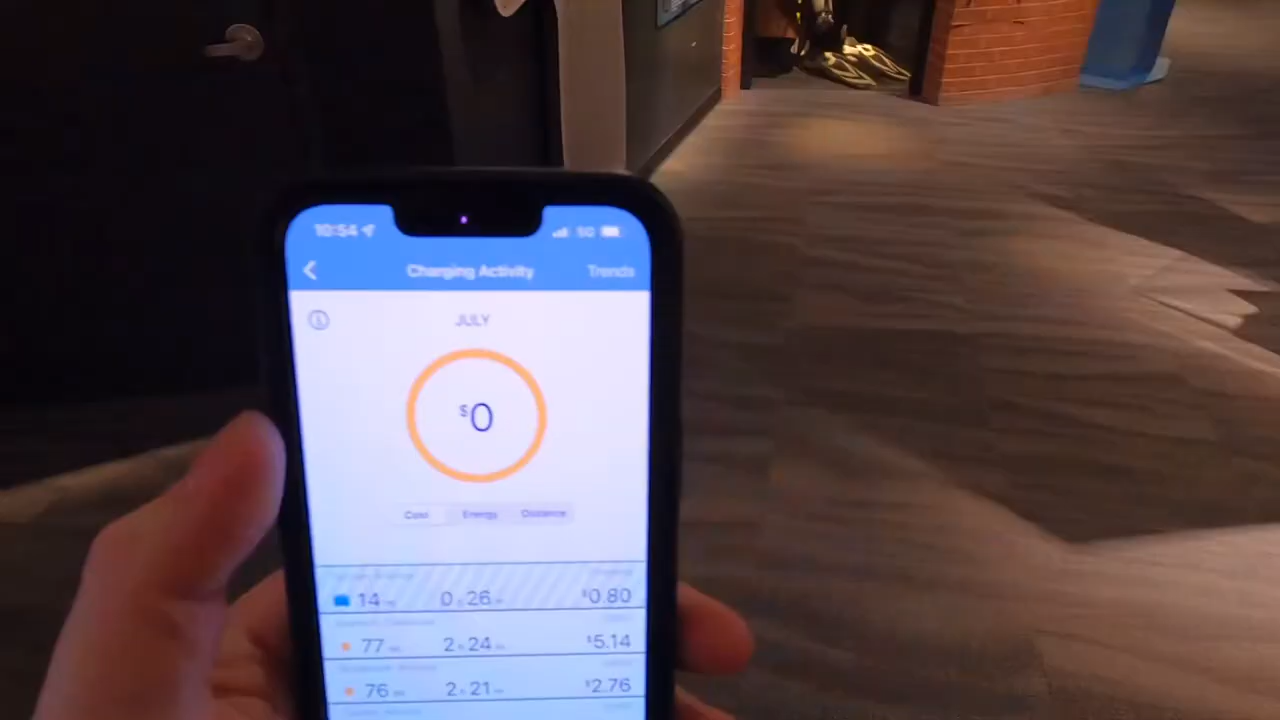 10:54 5G
Charging Activity Trends
JULY
$0
Cost Energy Distance
14 0 26 $0.80
77 2 24 $5.14
76 2 21 $2.76